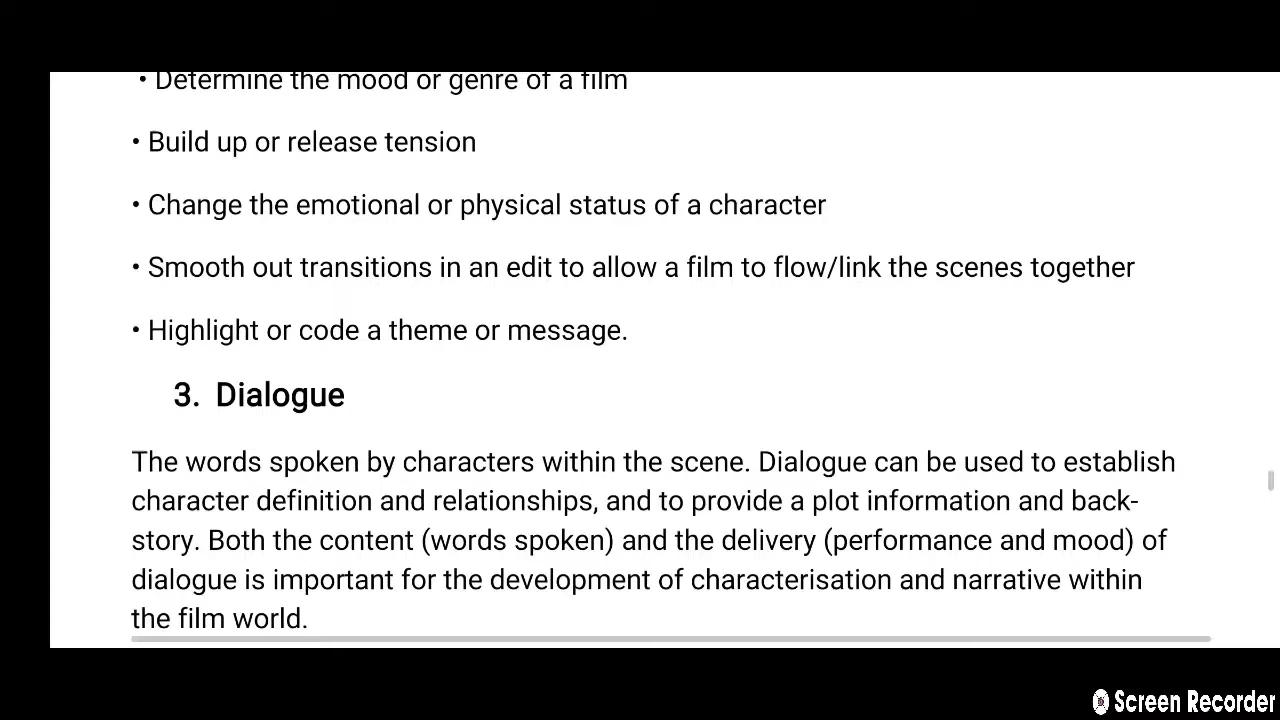 • Determine the mood or genre of a film
• Build up or release tension
• Change the emotional or physical status of a character
• Smooth out transitions in an edit to allow a film to flow/link the scenes together
• Highlight or code a theme or message.
3. Dialogue
The words spoken by characters within the scene. Dialogue can be used to establish
character definition and relationships, and to provide a plot information and back-
story. Both the content (words spoken) and the delivery (performance and mood) of
dialogue is important for the development of characterisation and narrative within
the film world.
Screen Recorder